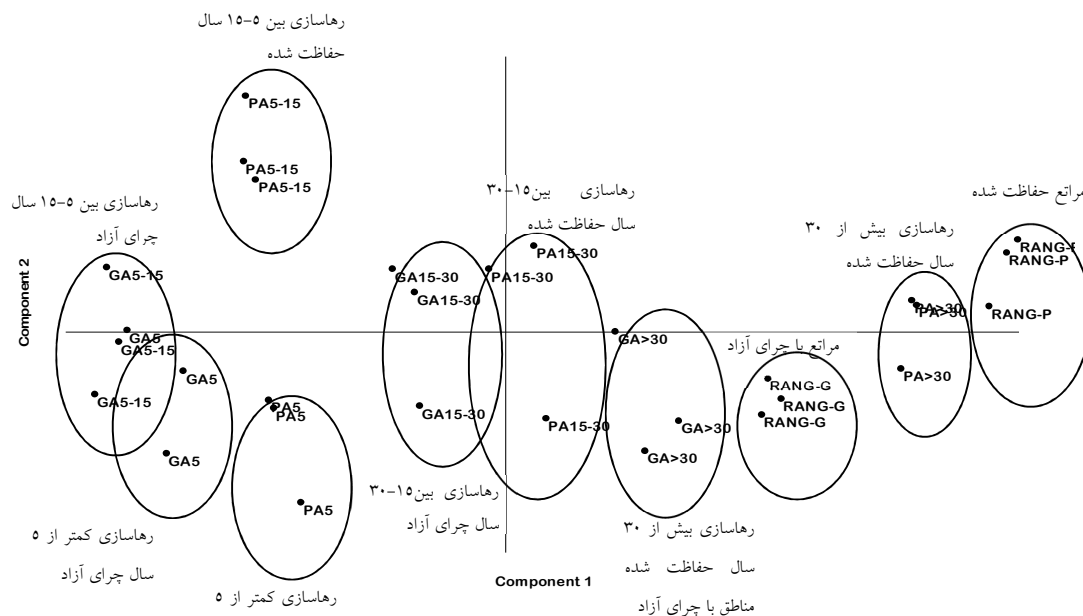 رهاسازی بین ۵-۱۵ سال
حفاظت شده
PA5-15
PA5-15
PA5-15
رهاسازی بین ۵-۱۵ سال
چرای آزاد
GA5-15
GA5
GA5-15
GA5
GA5-15
GA5
PA5
PA5
PA5
رهاسازی کمتر از ۵
سال چرای آزاد
رهاسازی کمتر از ۵
Component 2
GA15-30
GA15-30
GA15-30
رهاسازی بین۱۵-۳۰
سال چرای آزاد
رهاسازی بین۱۵-۳۰
سال حفاظت شده
PA15-30
PA15-30
PA15-30
GA>30
GA>30
GA>30
رهاسازی بیش از ۳۰
سال حفاظت شده
مناطق با چرای آزاد
مراتع با چرای آزاد
RANG-G
RANG-G
RANG-G
رهاسازی بیش از ۳۰
سال حفاظت شده
PA>30
PA>30
PA>30
مراتع حفاظت شده
RANG-P
RANG-P
Component 1